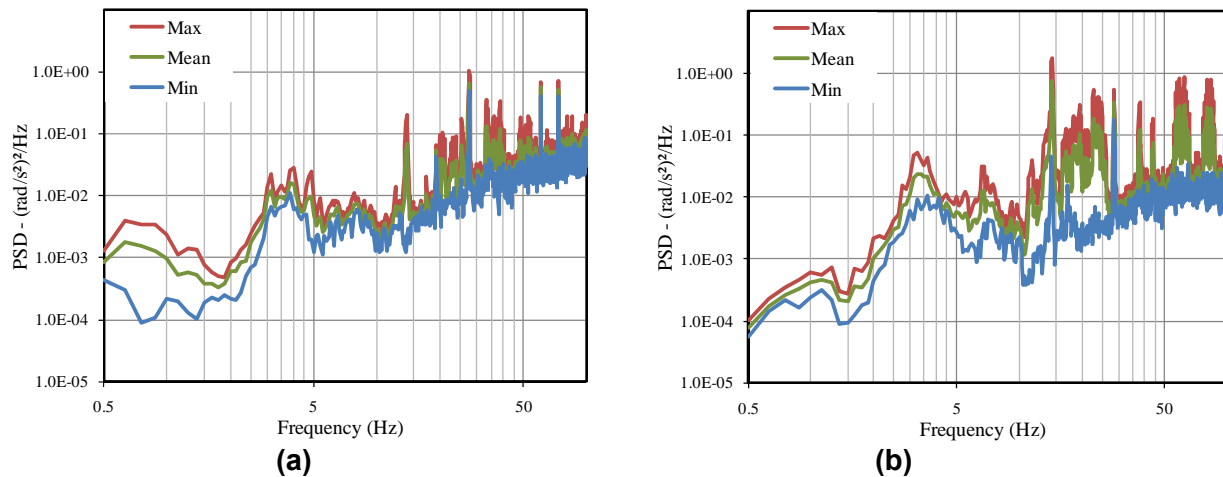 Max
Mean
Min
PSD - (rad/s²)²/Hz
1.0E+00
1.0E-01
1.0E-02
1.0E-03
1.0E-04
1.0E-05
0.5
5
50
Frequency (Hz)
(a)
Max
Mean
Min
PSD - (rad/s²)²/Hz
1.0E+00
1.0E-01
1.0E-02
1.0E-03
1.0E-04
1.0E-05
0.5
5
50
Frequency (Hz)
(b)